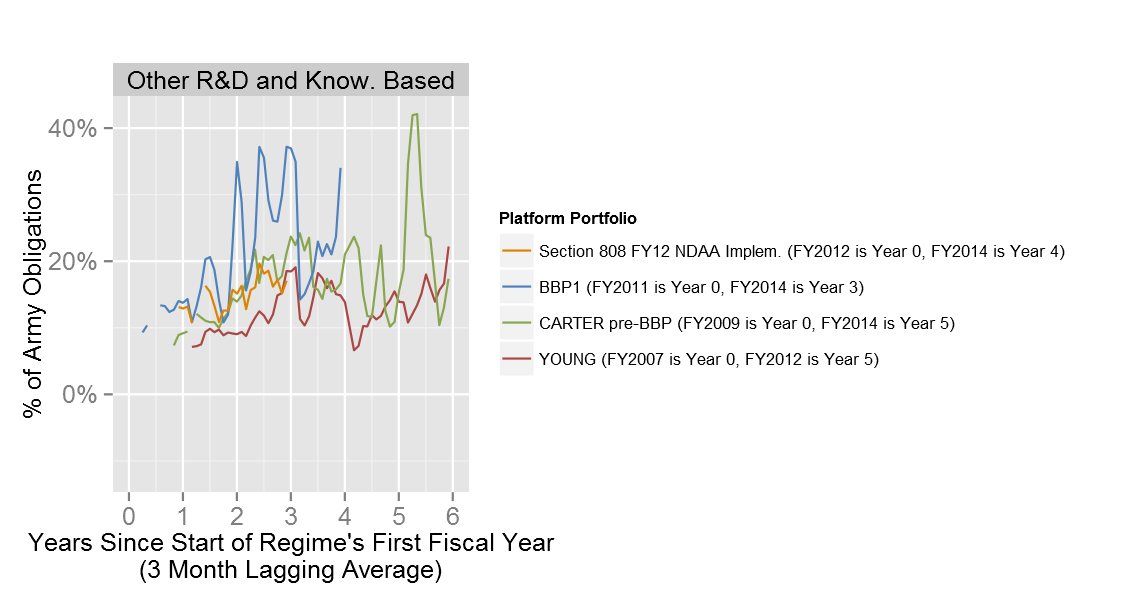 Other R&D and Know. Based
40%
20%
0%
% of Army Obligations
0 1 2 3 4 5 6
Years Since Start of Regime's First Fiscal Year
(3 Month Lagging Average)
Platform Portfolio
Section 808 FY12 NDAA Implem. (FY2012 is Year 0, FY2014 is Year 4)
BBP1 (FY2011 is Year 0, FY2014 is Year 3)
CARTER pre-BBP (FY2009 is Year 0, FY2014 is Year 5)
YOUNG (FY2007 is Year 0, FY2012 is Year 5)